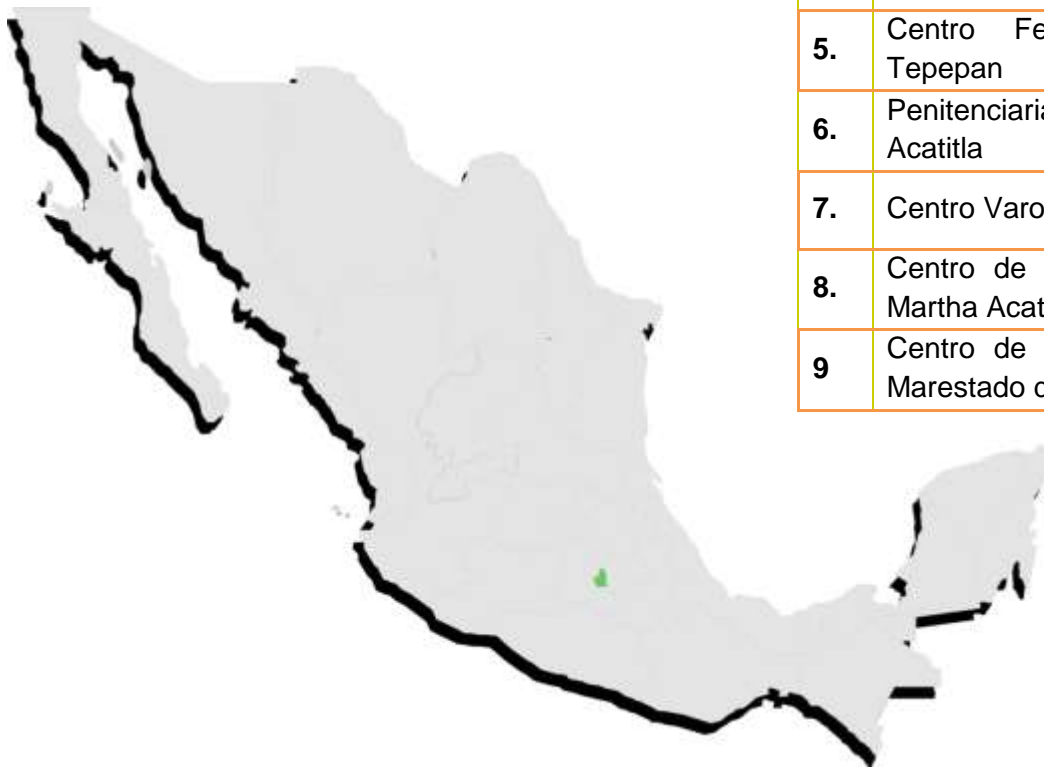 5.
Centro Fe
Tepepan
6.
Penitenciaria
Acatitla
7.
Centro Varo
8.
Centro de
Martha Acat
9
Centro de
Marestado